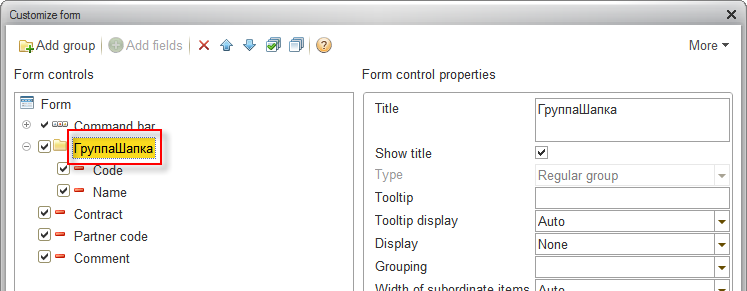 Customize form
Add group Add fields More
Form controls Form control properties
Form
Command bar
ГруппаШапка
Code
Name
Contract
Partner code
Comment
Title ГруппаШапка
Show title
Type Regular group
Tooltip
Tooltip display Auto
Display None
Grouping
Width of subordinate items Auto